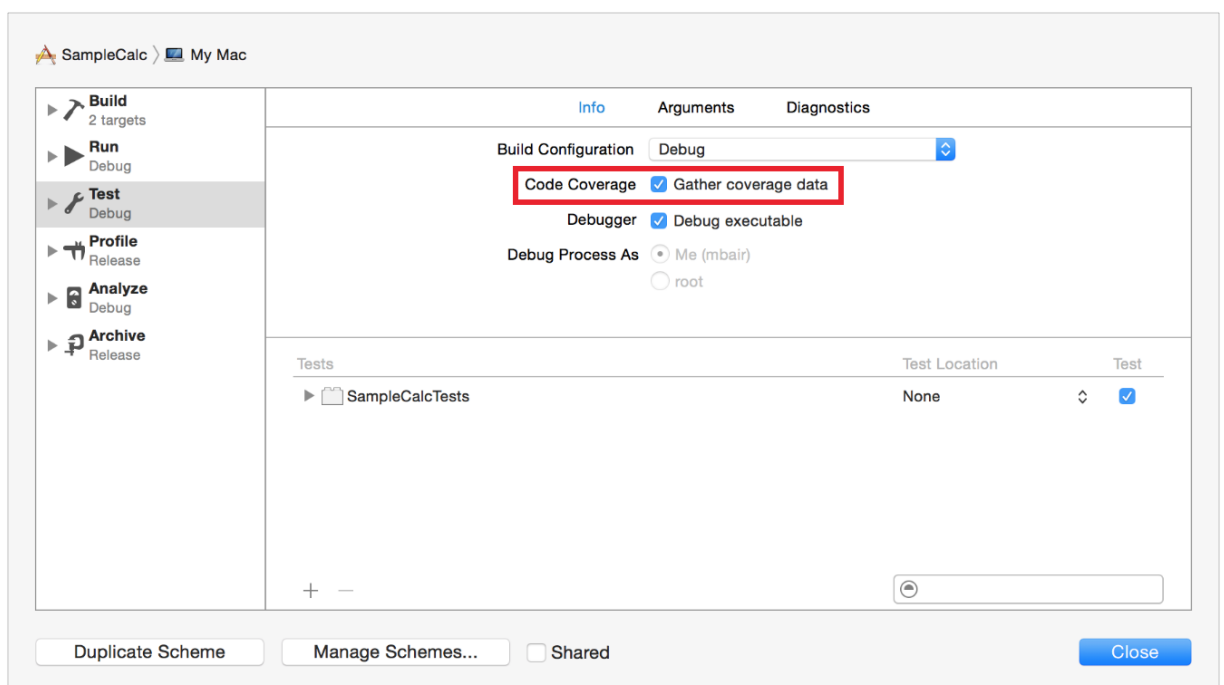 SampleCalc My Mac
Build
2 targets
Run
Debug
Test
Debug
Profile
Release
Analyze
Debug
Archive
Release
Info Arguments Diagnostics
Build Configuration Debug
Code Coverage Gather coverage data
Debugger Debug executable
Debug Process As Me (mbair)
root
Tests Test Location Test
SampleCalcTests None
Duplicate Scheme Manage Schemes... Shared Close